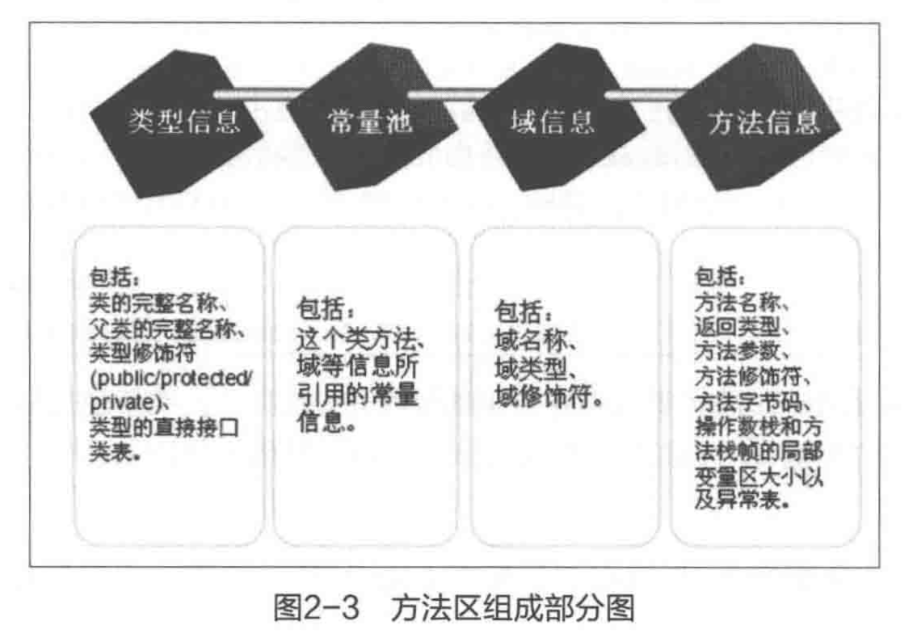 类型信息
常量池
域信息
方法信息
包括：
类的完整名称、
父类的完整名称、
类型修饰符
(public/protected/
private)、
类型的直接接口
类表。
包括：
这个类方法、
域等信息所
引用的常量
信息。
包括：
域名称、
域类型、
域修饰符。
包括：
方法名称、
返回类型、
方法参数、
方法修饰符、
方法字节码、
操作数栈和方
法栈帧的局部
变量区大小以
及异常表。
图2-3 方法区组成部分图